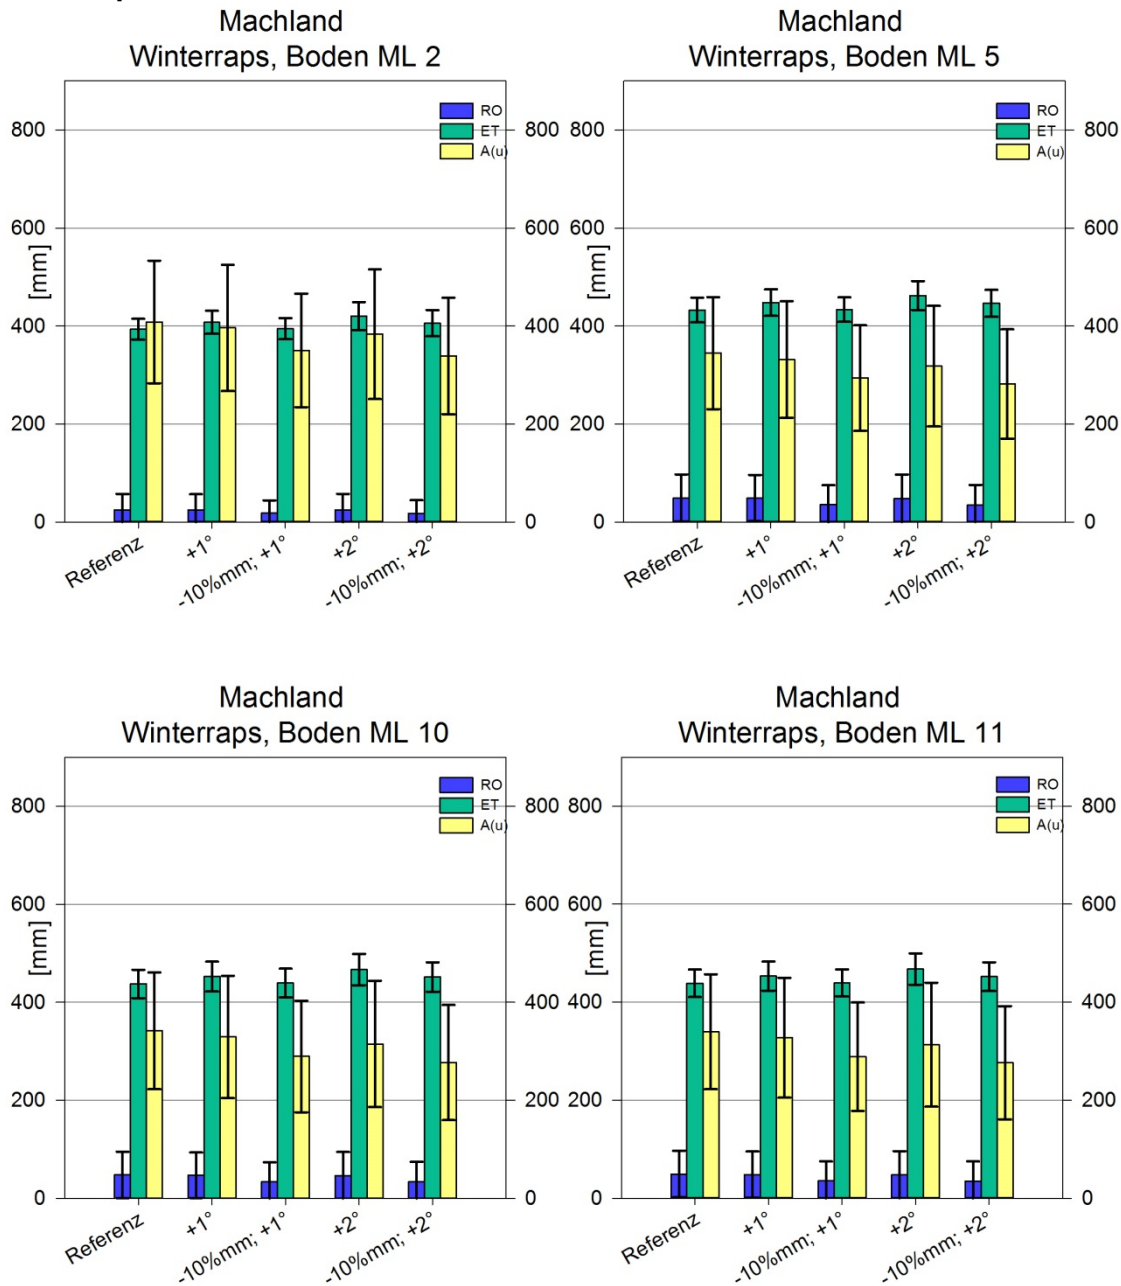 Machland
Winterraps, Boden ML 2
RO
ET
A(u)
800
600
400
200
0
[mm]
800
600
400
200
0
Referenz
+1°
-10%mm; +1°
+2°
-10%mm; +2°
Machland
Winterraps, Boden ML 5
RO
ET
A(u)
800
600
400
200
0
[mm]
800
600
400
200
0
Referenz
+1°
-10%mm; +1°
+2°
-10%mm; +2°
Machland
Winterraps, Boden ML 10
RO
ET
A(u)
800
600
400
200
0
[mm]
800
600
400
200
0
Referenz
+1°
-10%mm; +1°
+2°
-10%mm; +2°
Machland
Winterraps, Boden ML 11
RO
ET
A(u)
800
600
400
200
0
[mm]
800
600
400
200
0
Referenz
+1°
-10%mm; +1°
+2°
-10%mm; +2°